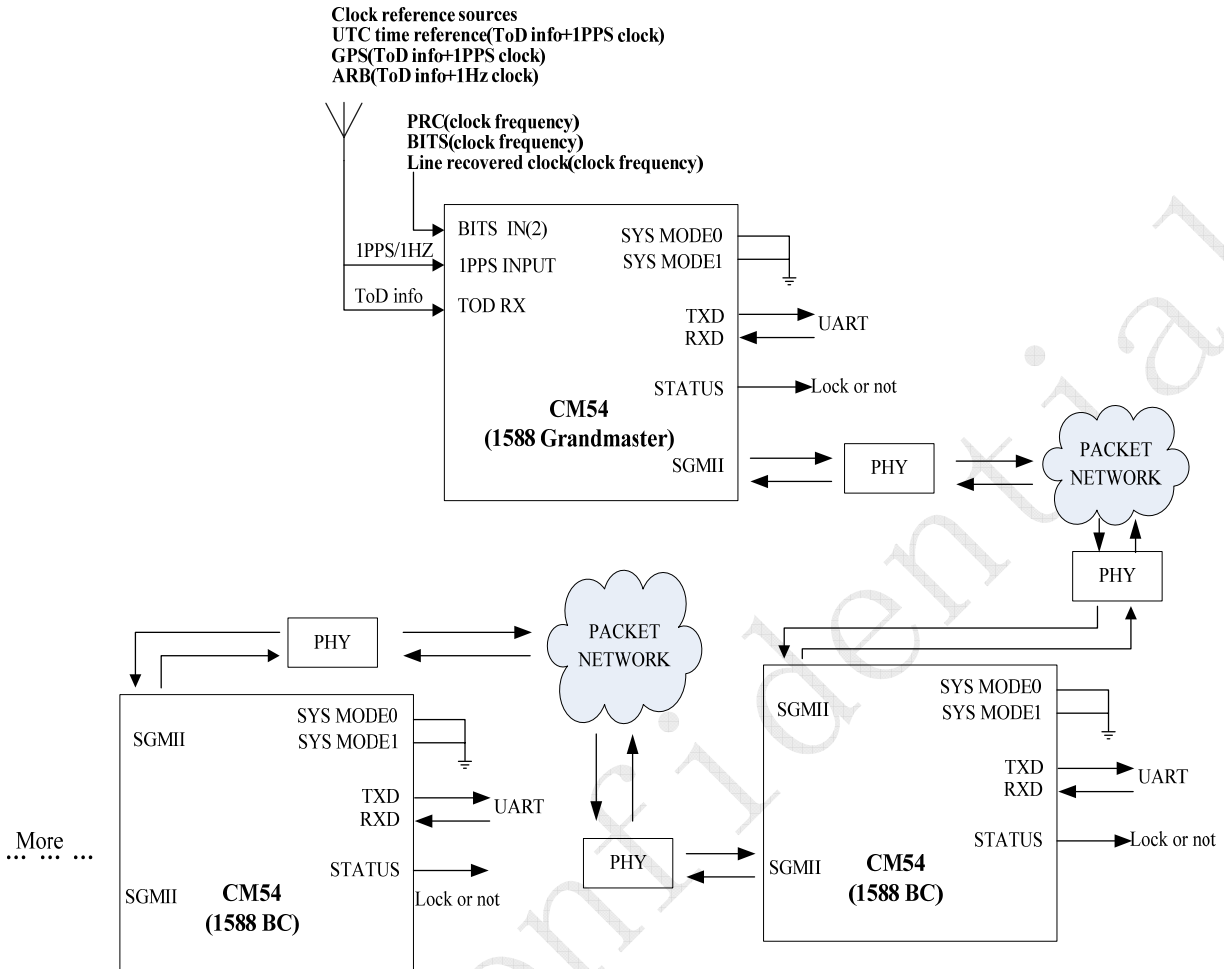 Clock reference sources
UTC time reference(ToD info+1PPS clock)
GPS(ToD info+1PPS clock)
ARB(ToD info+1Hz clock)
PRC(clock frequency)
BITS(clock frequency)
Line recovered clock(clock frequency)
BITS IN(2)
1PPS/1HZ
1PPS INPUT
ToD info
TOD RX
SYS MODE0
SYS MODE1
TXD
RXD
UART
STATUS
Lock or not
CM54
(1588 Grandmaster)
SGMII
PHY
PACKET
NETWORK
PHY
PHY
PACKET
NETWORK
SGMII
SYS MODE0
SYS MODE1
TXD
RXD
UART
STATUS
Lock or not
CM54
(1588 BC)
SGMII
More
... ... ...
PHY
SGMII
SYS MODE0
SYS MODE1
TXD
RXD
UART
STATUS
Lock or not
SGMII
CM54
(1588 BC)
onfidential